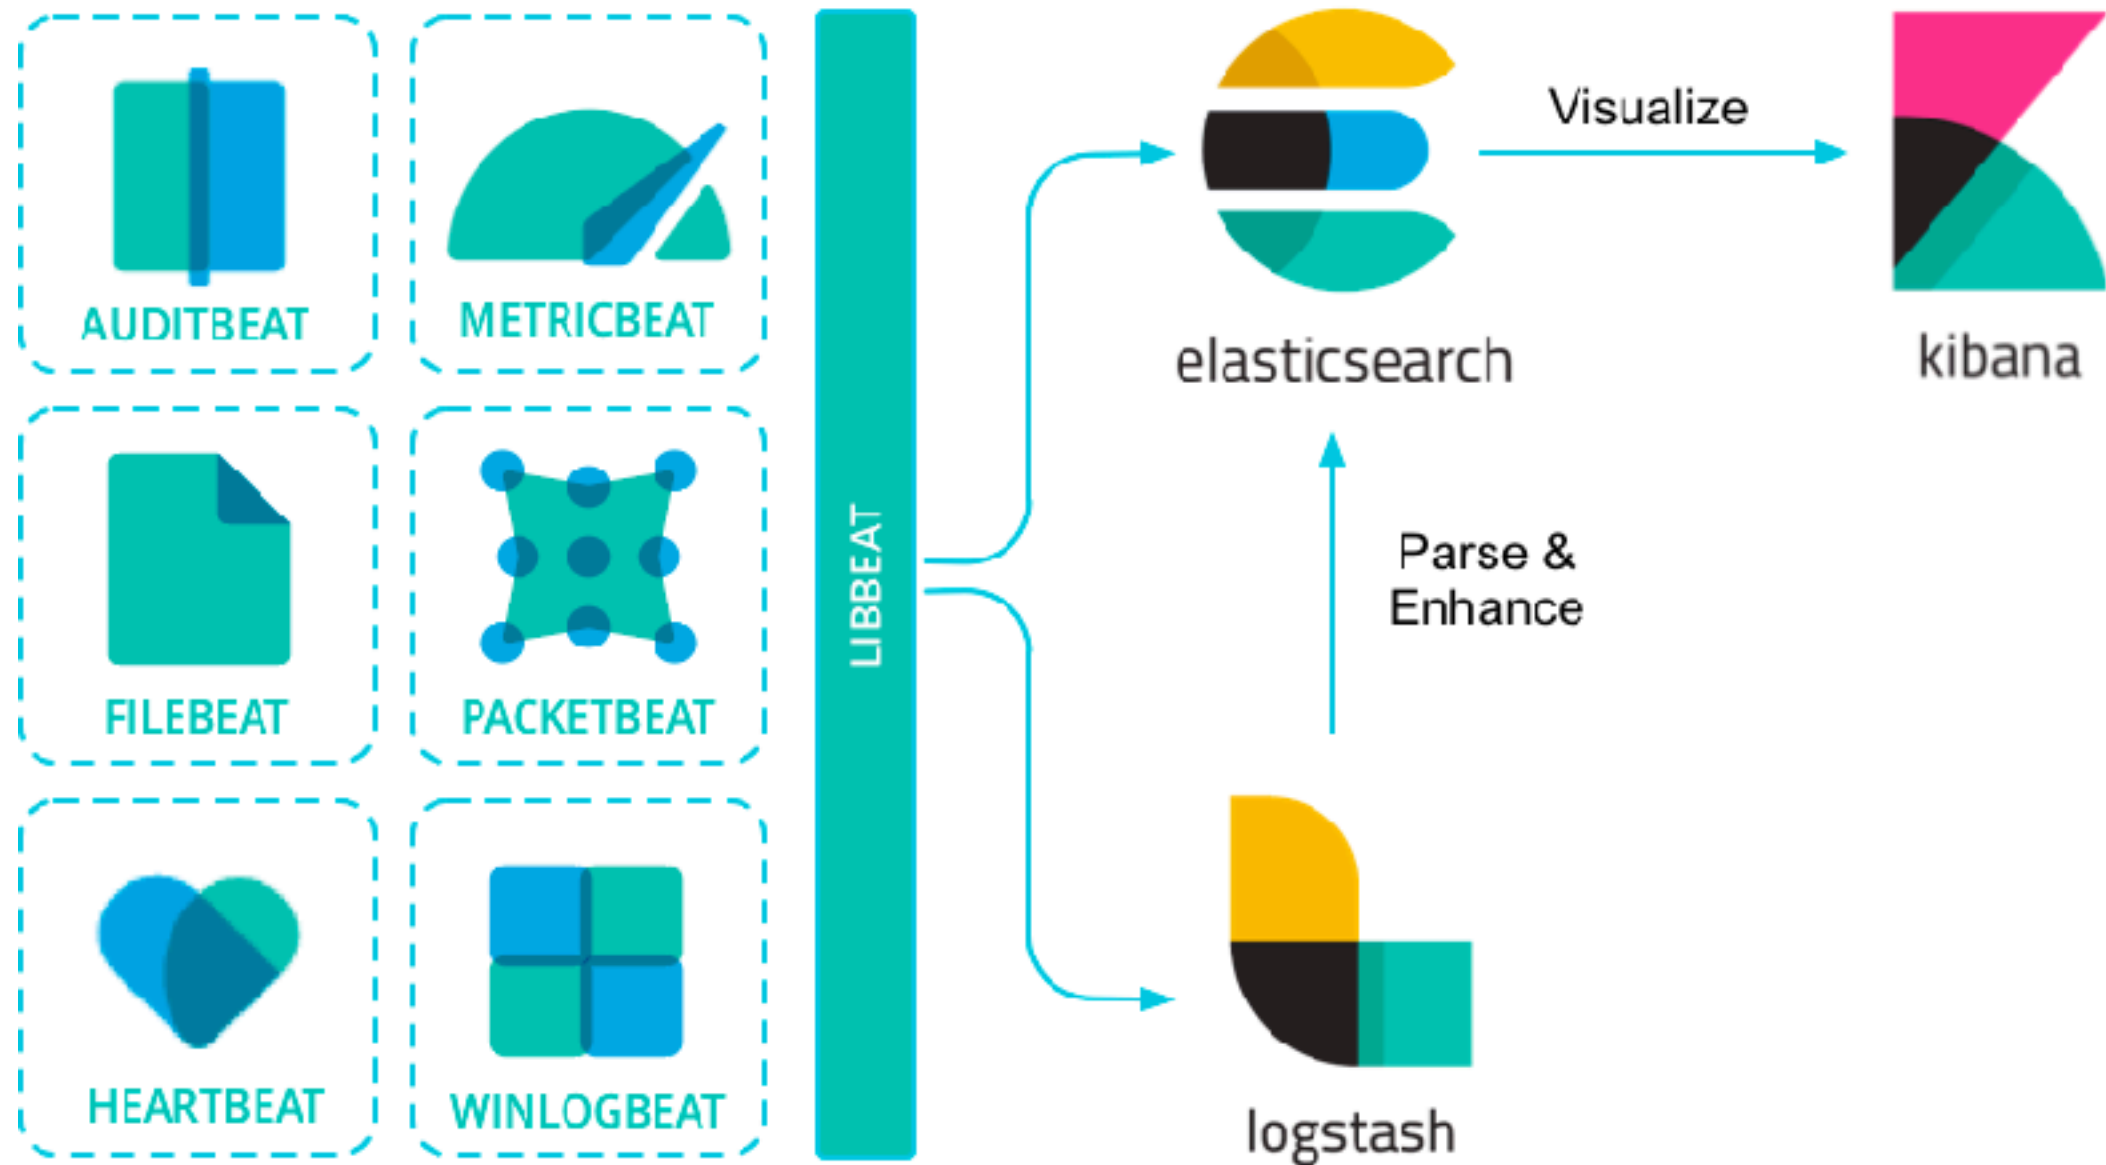 AUDITBEAT
METRICBEAT
FILEBEAT
PACKETBEAT
HEARTBEAT
WINLOGBEAT
LIBBEAT
elasticsearch
Visualize
kibana
Parse &
Enhance
logstash